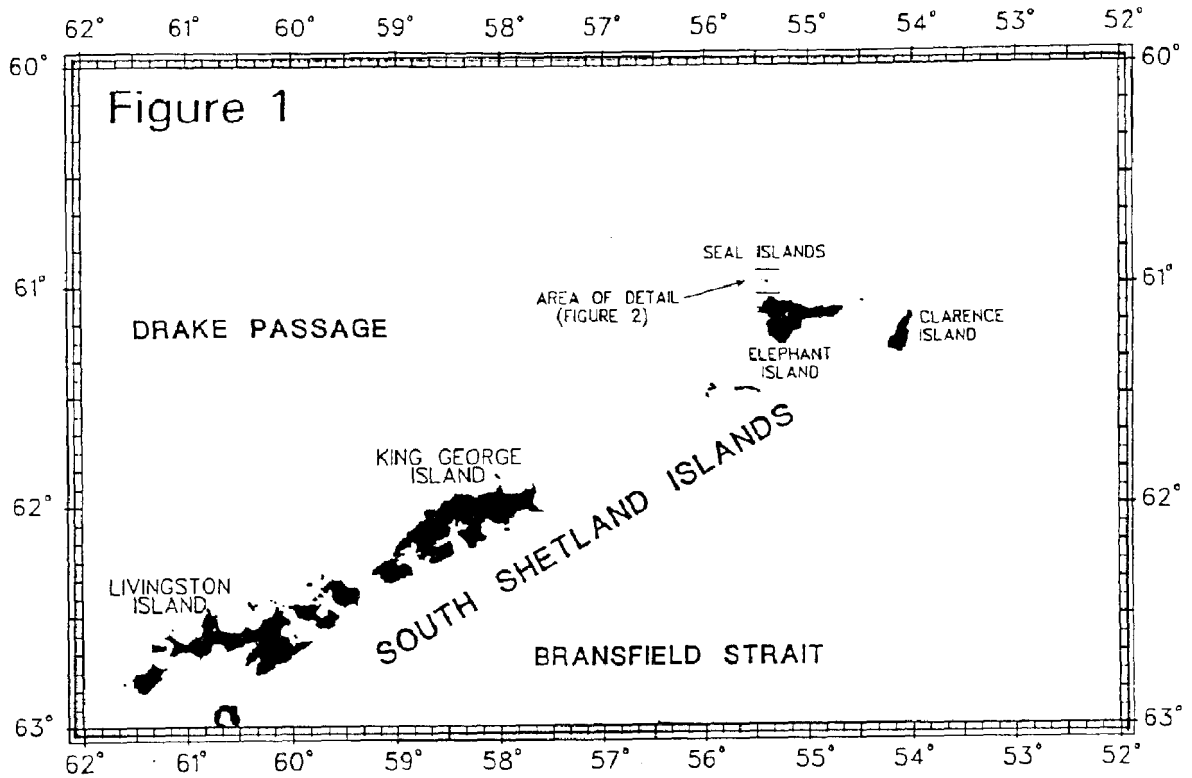 62° 61° 60° 59° 58° 57° 56° 55° 54° 53° 52°
60° 60°
Figure 1
SEAL ISLANDS
61° 61°
AREA OF DETAIL
(FIGURE 2)
DRAKE PASSAGE
CLARENCE
ISLAND
ELEPHANT
ISLAND
KING GEORGE
ISLAND
SOUTH SHETLAND ISLANDS
62° 62°
LIVINGSTON
ISLAND
BRANSFIELD STRAIT
63° 63°
62° 61° 60° 59° 58° 57° 56° 55° 54° 53° 52°